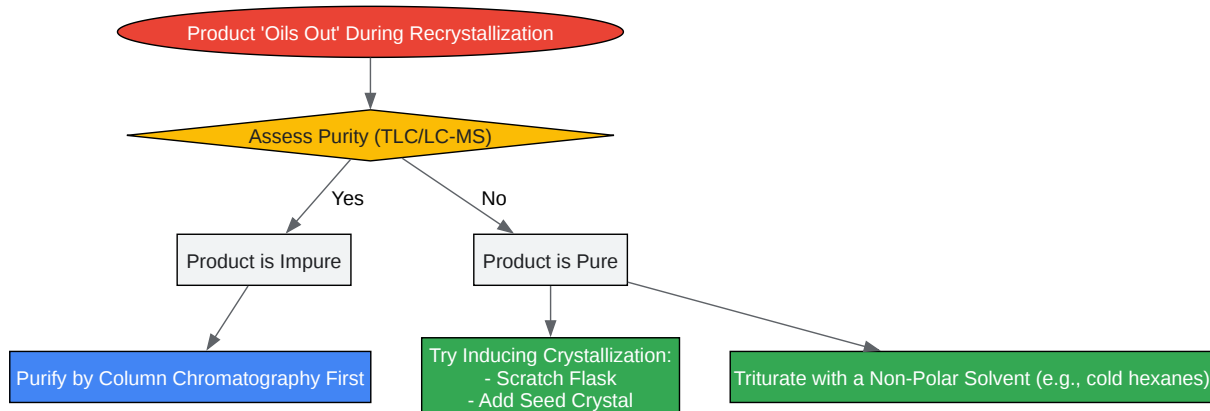 Product 'Oils Out' During Recrystallization
Assess Purity (TLC/LC-MS)
Yes
No
Product is Impure
Product is Pure
Purify by Column Chromatography First
Try Inducing Crystallization:
- Scratch Flask
- Add Seed Crystal
Triturate with a Non-Polar Solvent (e.g., cold hexanes)